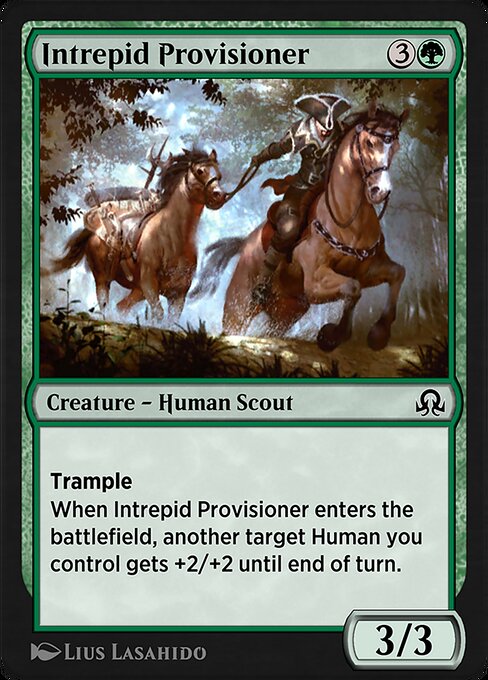 Intrepid Provisioner 3
Creature – Human Scout
Trample
When Intrepid Provisioner enters the
battlefield, another target Human you
control gets +2/+2 until end of turn.
3/3
Lius Lasahido